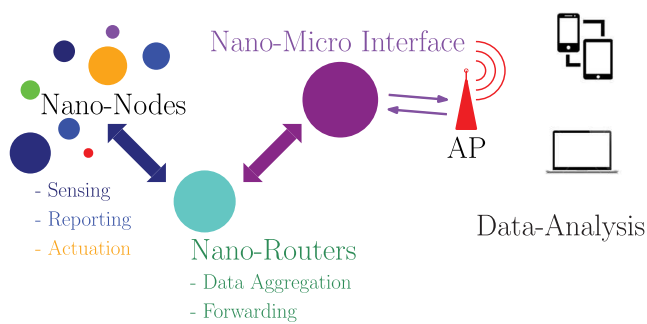 Nano-Micro Interface
Nano-Nodes
AP
- Sensing
- Reporting
- Actuation
Nano-Routers
- Data Aggregation
- Forwarding
Data-Analysis